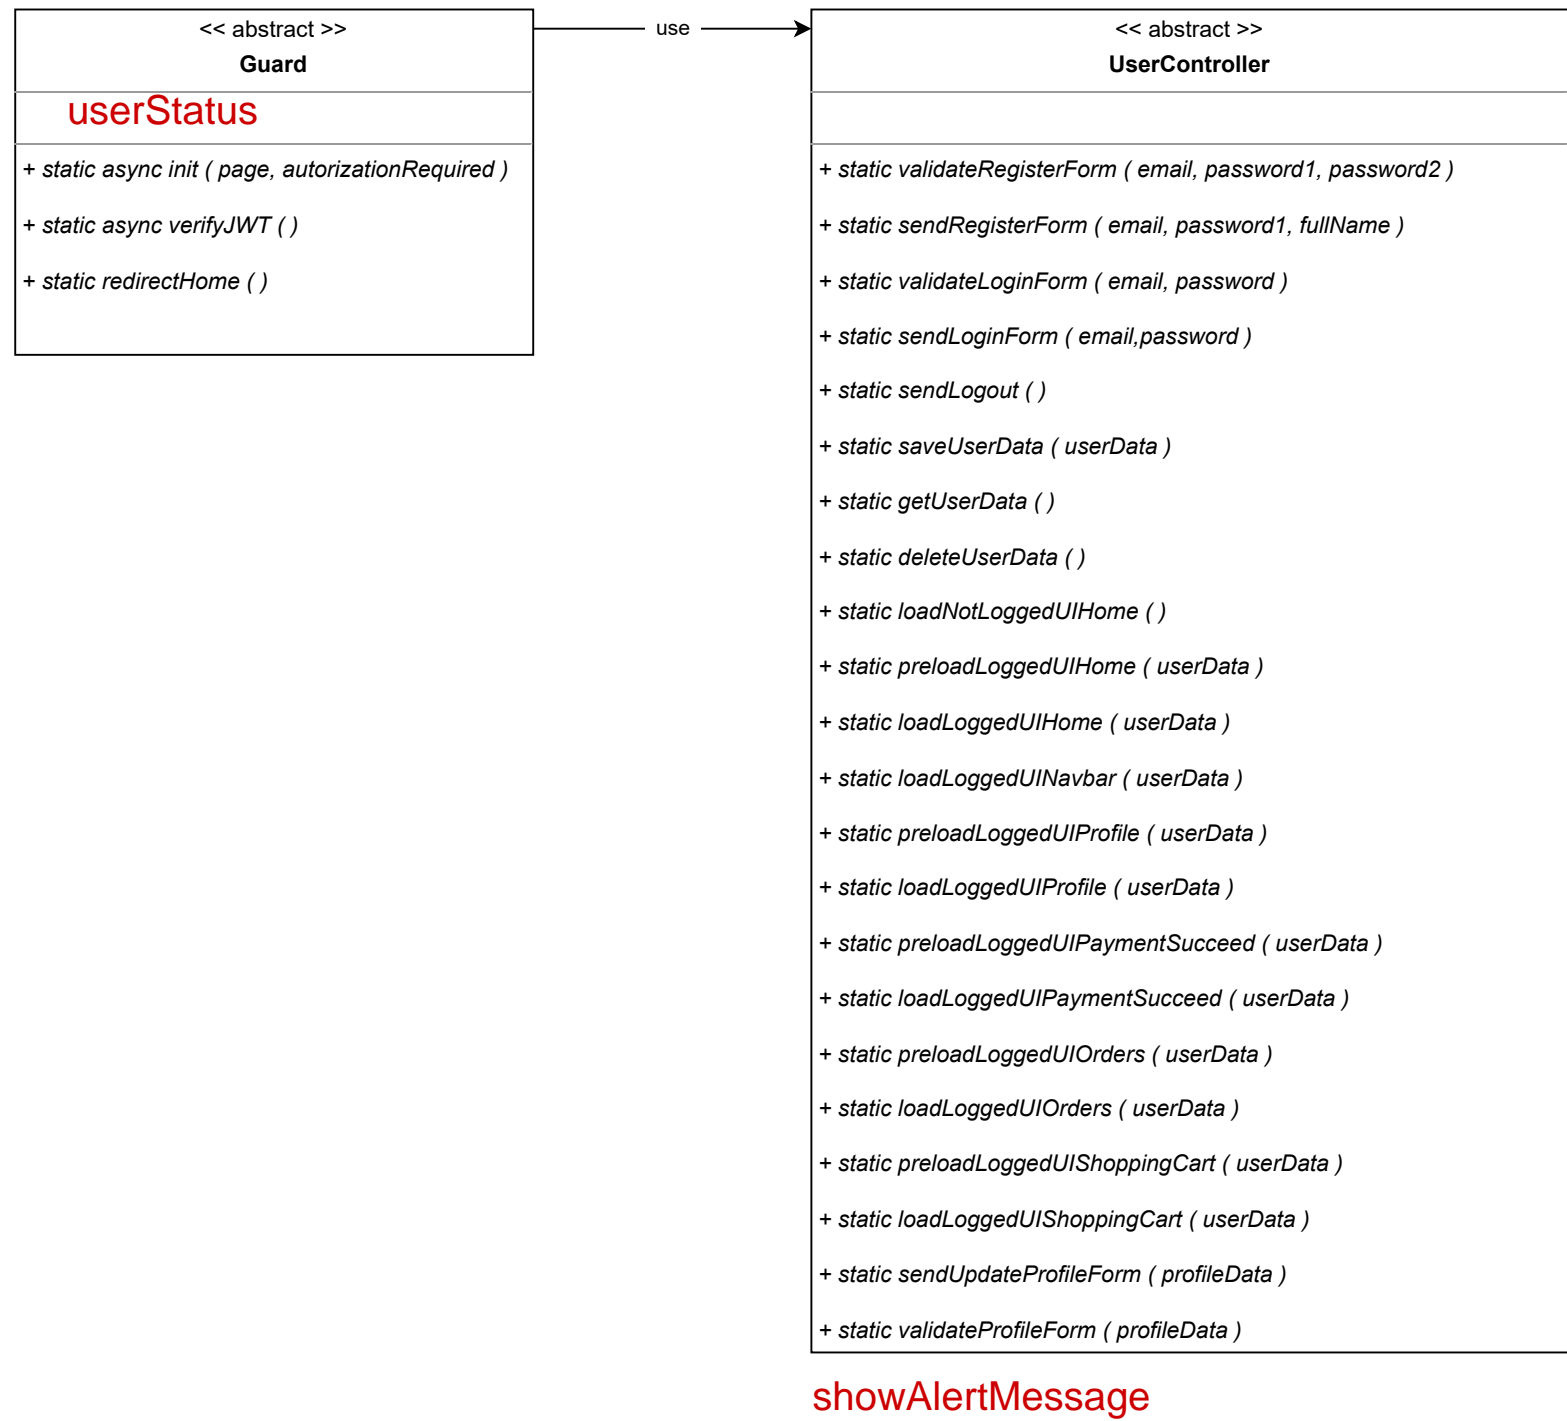 << abstract >>
Guard
userStatus
+ static async init ( page, autorizationRequired )
+ static async verifyJWT ( )
+ static redirectHome ( )
use
<< abstract >>
UserController
+ static validateRegisterForm ( email, password1, password2 )
+ static sendRegisterForm ( email, password1, fullName )
+ static validateLoginForm ( email, password )
+ static sendLoginForm ( email,password )
+ static sendLogout ( )
+ static saveUserData ( userData )
+ static getUserData ( )
+ static deleteUserData ( )
+ static loadNotLoggedUIHome ( )
+ static preloadLoggedUIHome ( userData )
+ static loadLoggedUIHome ( userData )
+ static loadLoggedUINavbar ( userData )
+ static preloadLoggedUIProfile ( userData )
+ static loadLoggedUIProfile ( userData )
+ static preloadLoggedUIPaymentSucceed ( userData )
+ static loadLoggedUIPaymentSucceed ( userData )
+ static preloadLoggedUIOrders ( userData )
+ static loadLoggedUIOrders ( userData )
+ static preloadLoggedUIShoppingCart ( userData )
+ static loadLoggedUIShoppingCart ( userData )
+ static sendUpdateProfileForm ( profileData )
+ static validateProfileForm ( profileData )
showAlertMessage